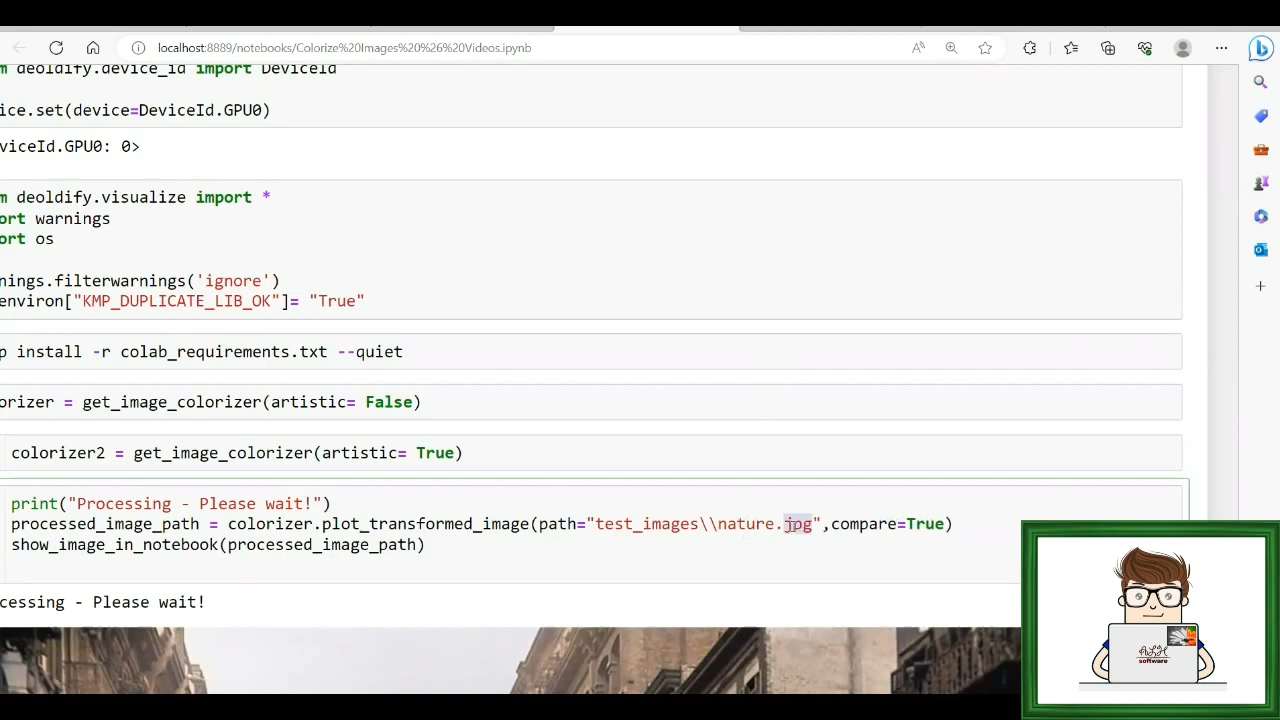 localhost:8889/notebooks/Colorize%20Images%20%26%20Videos.ipynb
m deoldify.device_id import DeviceId
ice.set(device=DeviceId.GPU0)
viceId.GPU0: 0>
m deoldify.visualize import *
ort warnings
ort os
nings.filterwarnings('ignore')
environ["KMP_DUPLICATE_LIB_OK"]= "True"
p install -r colab_requirements.txt --quiet
orizer = get_image_colorizer(artistic= False)
colorizer2 = get_image_colorizer(artistic= True)
print("Processing - Please wait!")
processed_image_path = colorizer.plot_transformed_image(path="test_images\\nature.jpg",compare=True)
show_image_in_notebook(processed_image_path)
cessing - Please wait!
software